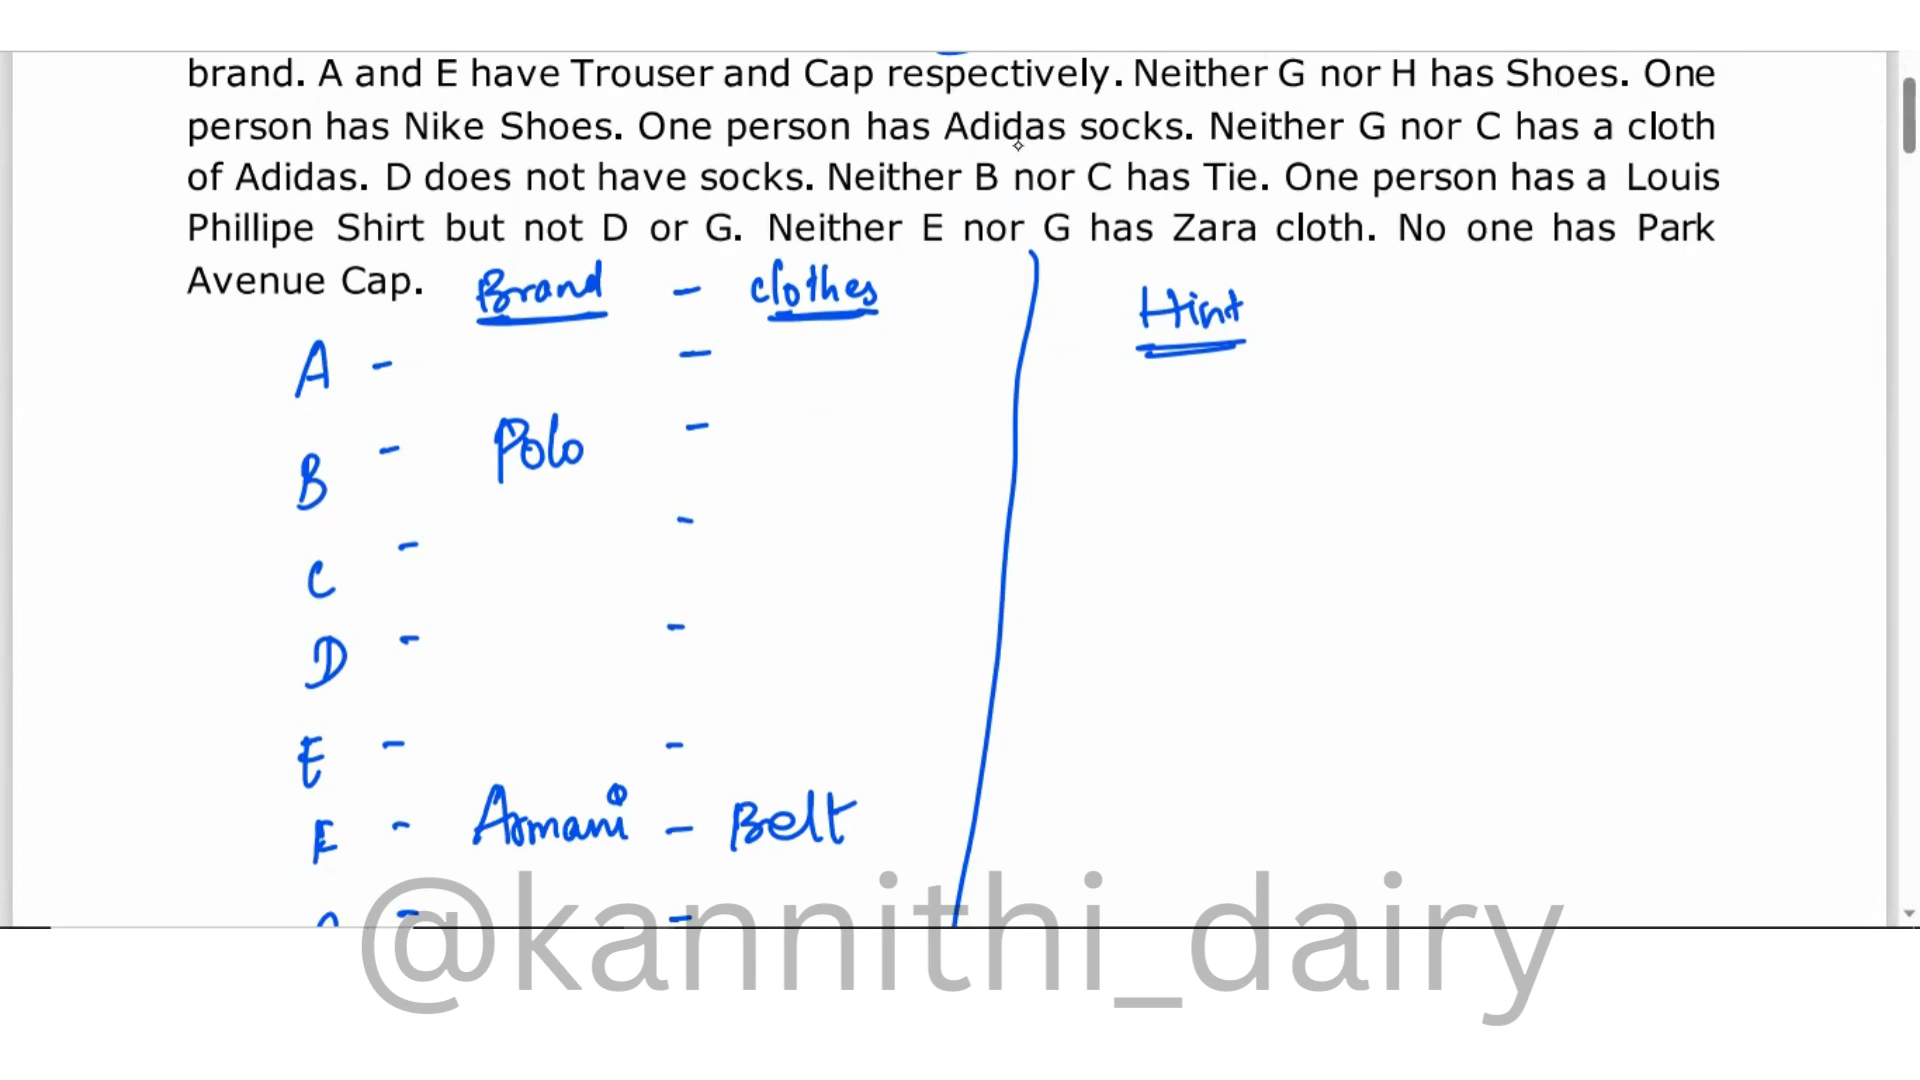 brand. A and E have Trouser and Cap respectively. Neither G nor H has Shoes. One
person has Nike Shoes. One person has Adidas socks. Neither G nor C has a cloth
of Adidas. D does not have socks. Neither B nor C has Tie. One person has a Louis
Phillipe Shirt but not D or G. Neither E nor G has Zara cloth. No one has Park
Avenue Cap.
Brand - Clothes
Hint
A - -
B - Polo -
C - -
D - -
E - -
F - Armani - Belt
@kannithi_dairy